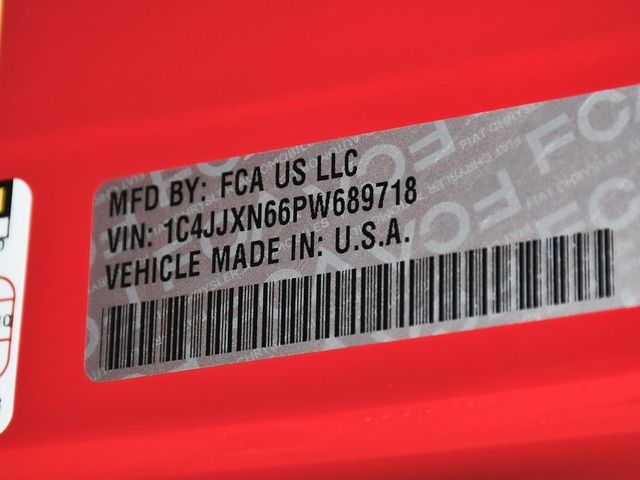 MFD BY: FCA US LLC
VIN: 1C4JJXN66PW689718
VEHICLE MADE IN: U.S.A.